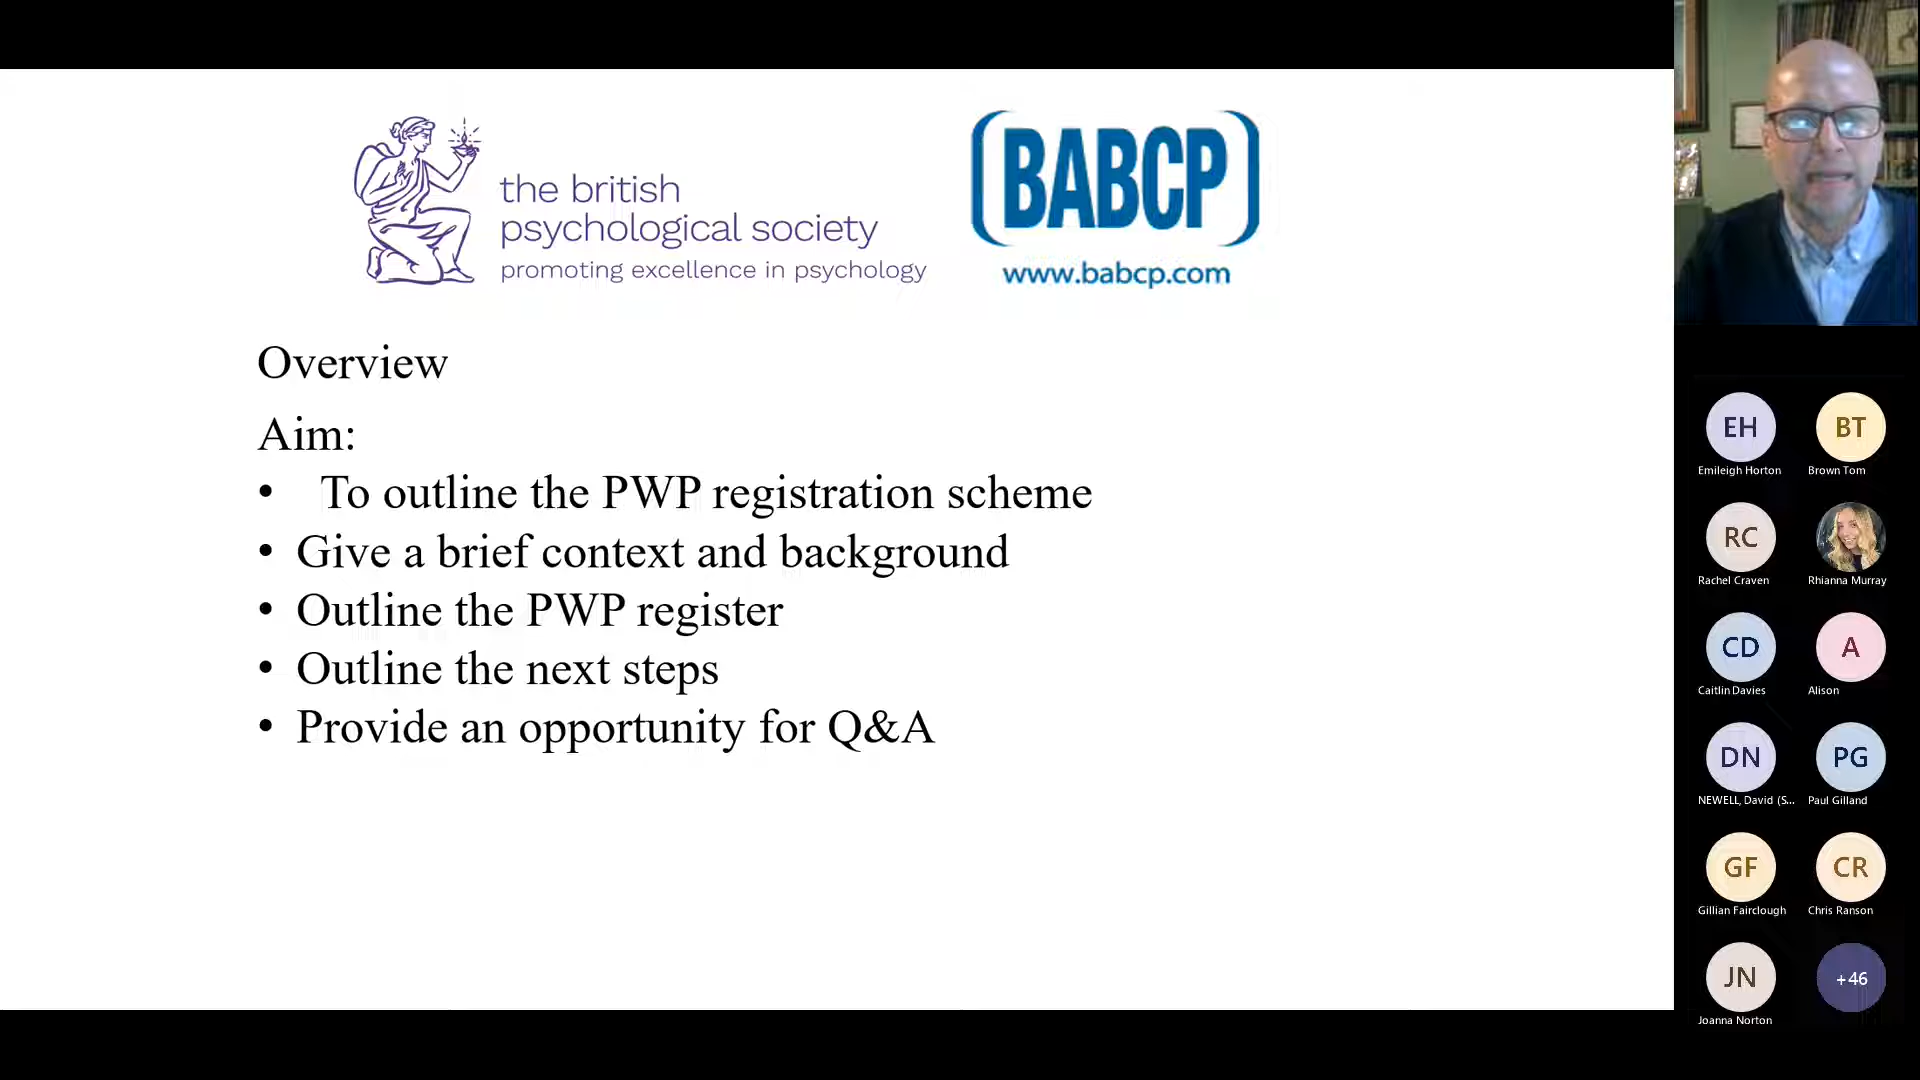 the british
psychological society
promoting excellence in psychology
BABCP
www.babcp.com
Overview
Aim:
• To outline the PWP registration scheme
• Give a brief context and background
• Outline the PWP register
• Outline the next steps
• Provide an opportunity for Q&A
EH BT
Emileigh Horton Brown Tom
RC
Rachel Craven Rhianna Murray
CD A
Caitlin Davies Alison
DN PG
NEWELL, David (S... Paul Gilland
GF CR
Gillian Fairclough Chris Ranson
JN +46
Joanna Norton